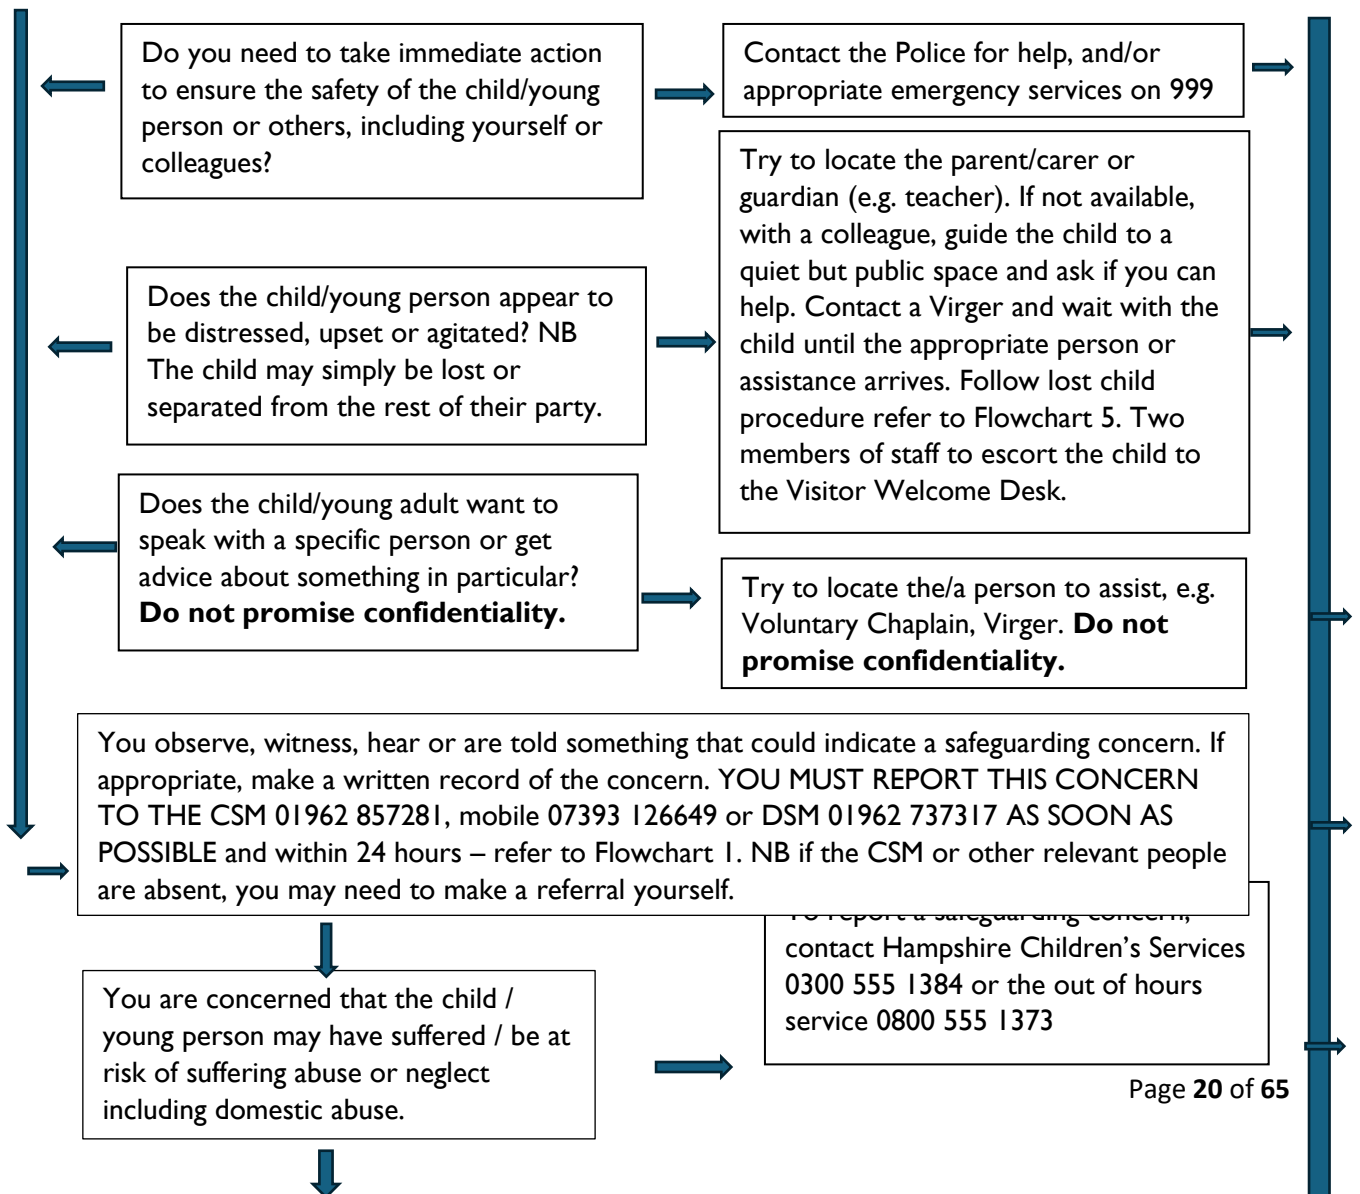 Do you need to take immediate action
to ensure the safety of the child/young
person or others, including yourself or
colleagues?
Contact the Police for help, and/or
appropriate emergency services on 999
Does the child/young person appear to
be distressed, upset or agitated? NB
The child may simply be lost or
separated from the rest of their party.
Try to locate the parent/carer or
guardian (e.g. teacher). If not available,
with a colleague, guide the child to a
quiet but public space and ask if you can
help. Contact a Virger and wait with the
child until the appropriate person or
assistance arrives. Follow lost child
procedure refer to Flowchart 5. Two
members of staff to escort the child to
the Visitor Welcome Desk.
Does the child/young adult want to
speak with a specific person or get
advice about something in particular?
Do not promise confidentiality.
Try to locate the/a person to assist, e.g.
Voluntary Chaplain, Virger. Do not
promise confidentiality.
You observe, witness, hear or are told something that could indicate a safeguarding concern. If
appropriate, make a written record of the concern. YOU MUST REPORT THIS CONCERN
TO THE CSM 01962 857281, mobile 07393 126649 or DSM 01962 737317 AS SOON AS
POSSIBLE and within 24 hours – refer to Flowchart 1. NB if the CSM or other relevant people
are absent, you may need to make a referral yourself.
To report a safeguarding concern,
contact Hampshire Children's Services
0300 555 1384 or the out of hours
service 0800 555 1373
You are concerned that the child /
young person may have suffered / be at
risk of suffering abuse or neglect
including domestic abuse.
Page 20 of 65